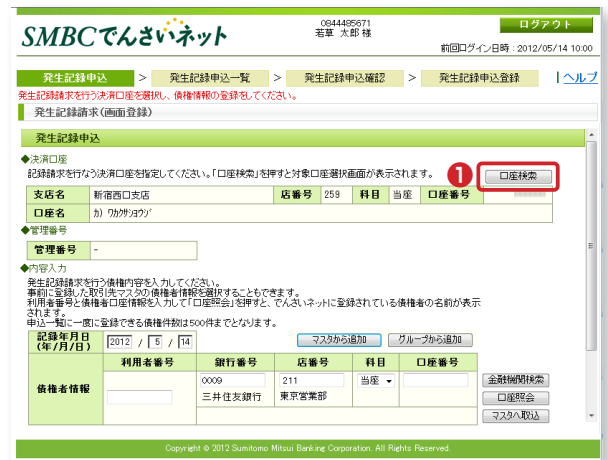 SMBCでんさいネット
0844485671
若草 太郎 様
ログアウト
前回ログイン日時：2012/05/14 10:00
発生記録申込 > 発生記録申込一覧 > 発生記録申込確認 > 発生記録申込登録 ヘルプ
発生記録請求を行う決済口座を選択し、債権情報の登録をしてください。
発生記録請求(画面登録)
発生記録申込
◆決済口座
記録請求を行なう決済口座を指定してください。「口座検索」を押すと対象口座選択画面が表示されます。 1 口座検索
支店名 新宿西口支店 店番号 259 科目 当座 口座番号
口座名 カ) ワカクサシヨウジ
◆管理番号
管理番号 -
◆内容入力
発生記録請求を行う債権内容を入力してください。
事前に登録した取引先マスタの債権者情報を選択することもできます。
利用者番号と債権者口座情報を入力して「口座照会」を押すと、でんさいネットに登録されている債権者の名前が表示されます。
申込一覧に一度に登録できる債権件数は500件までとなります。
記録年月日
(年/月/日) 2012 / 5 / 14 マスタから追加 グループから追加
利用者番号 銀行番号 店番号 科目 口座番号
債権者情報 0009 211 当座 金融機関検索
三井住友銀行 東京営業部 口座照会
マスタへ取込
Copyright © 2012 Sumitomo Mitsui Banking Corporation. All Rights Reserved.